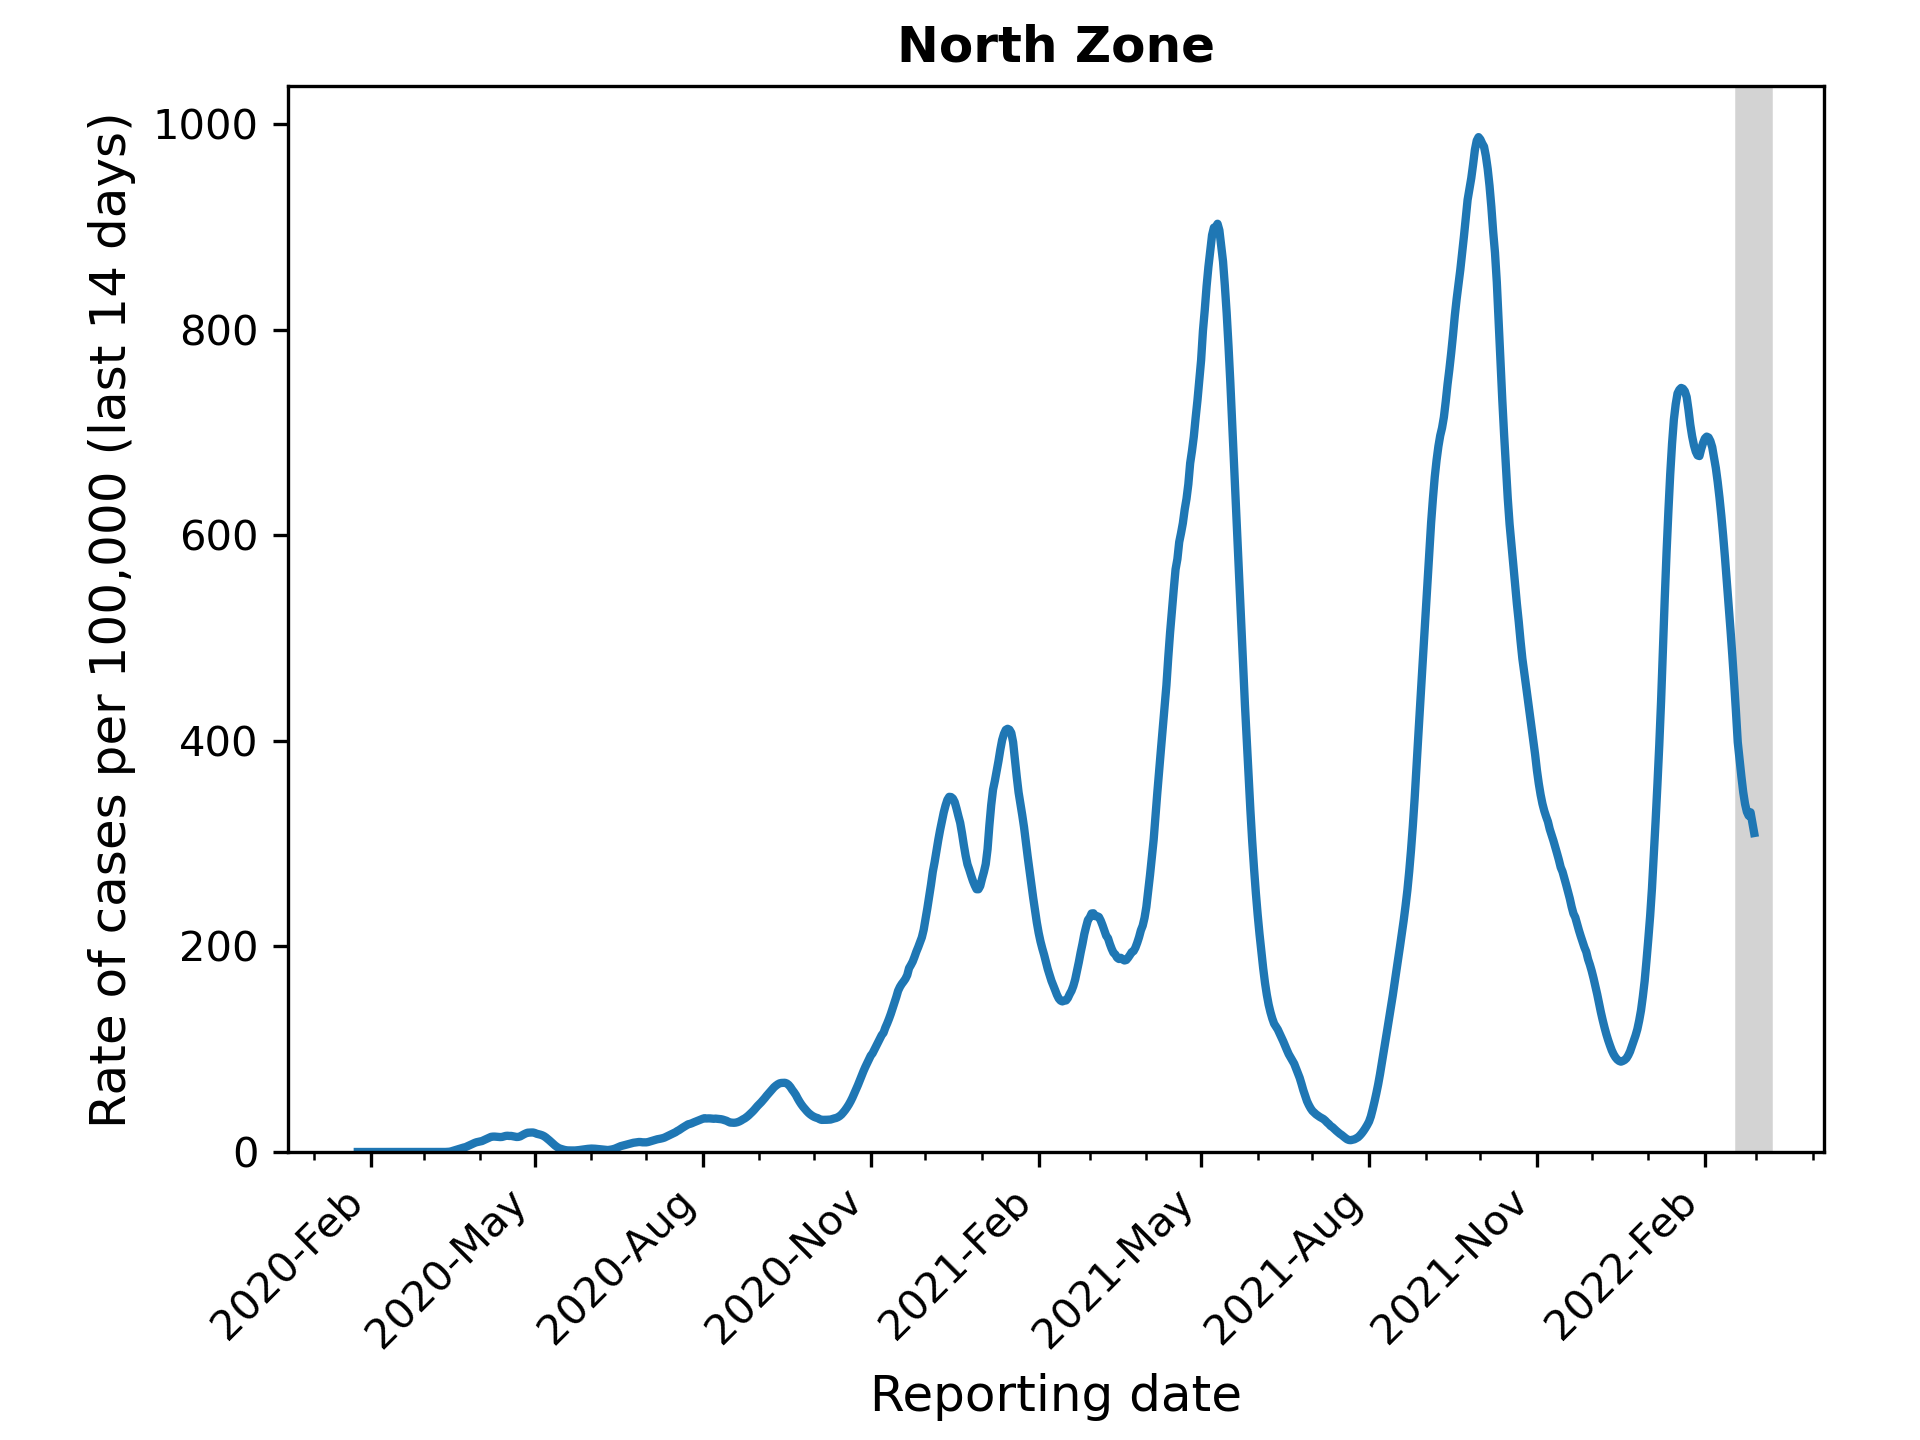 North Zone
Rate of cases per 100,000 (last 14 days)
1000
800
600
400
200
0
2020-Feb
2020-May
2020-Aug
2020-Nov
2021-Feb
2021-May
2021-Aug
2021-Nov
2022-Feb
Reporting date